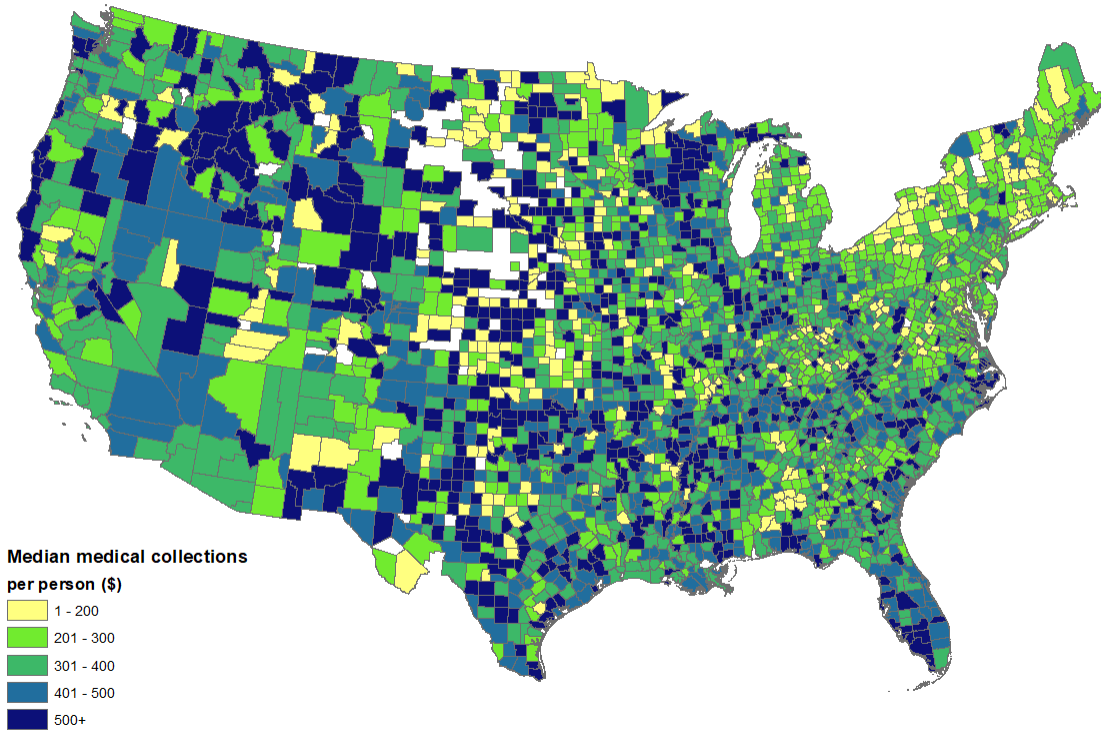 Median medical collections
per person ($)
1 - 200
201 - 300
301 - 400
401 - 500
500+